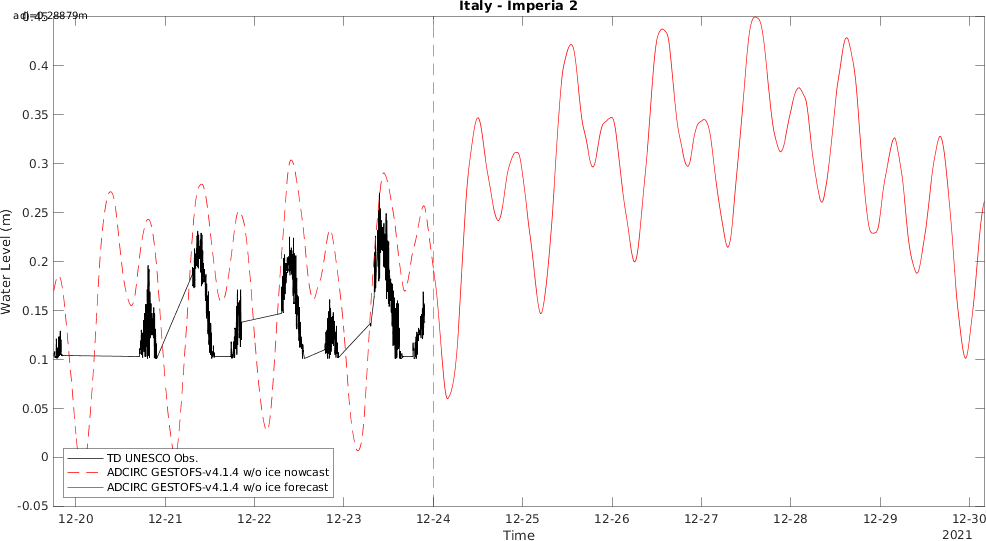 Italy - Imperia 2
adj=0.28879m
0.45
0.4
0.35
0.3
0.25
0.2
0.15
0.1
0.05
0
-0.05
Water Level (m)
TD UNESCO Obs.
ADCIRC GESTOFS-v4.1.4 w/o ice nowcast
ADCIRC GESTOFS-v4.1.4 w/o ice forecast
12-20 12-21 12-22 12-23 12-24 12-25 12-26 12-27 12-28 12-29 12-30
Time
2021